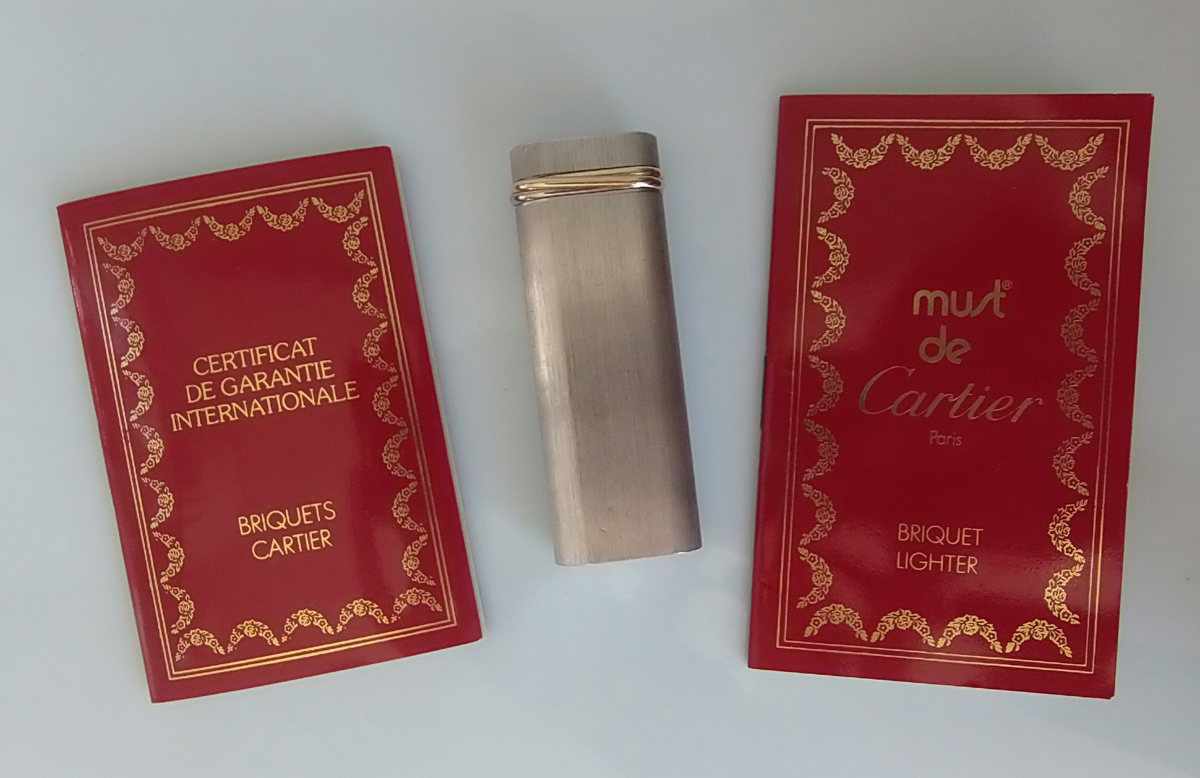 CERTIFICAT
DE GARANTIE
INTERNATIONALE
BRIQUETS
CARTIER
must®
de
Cartier
Paris
BRIQUET
LIGHTER